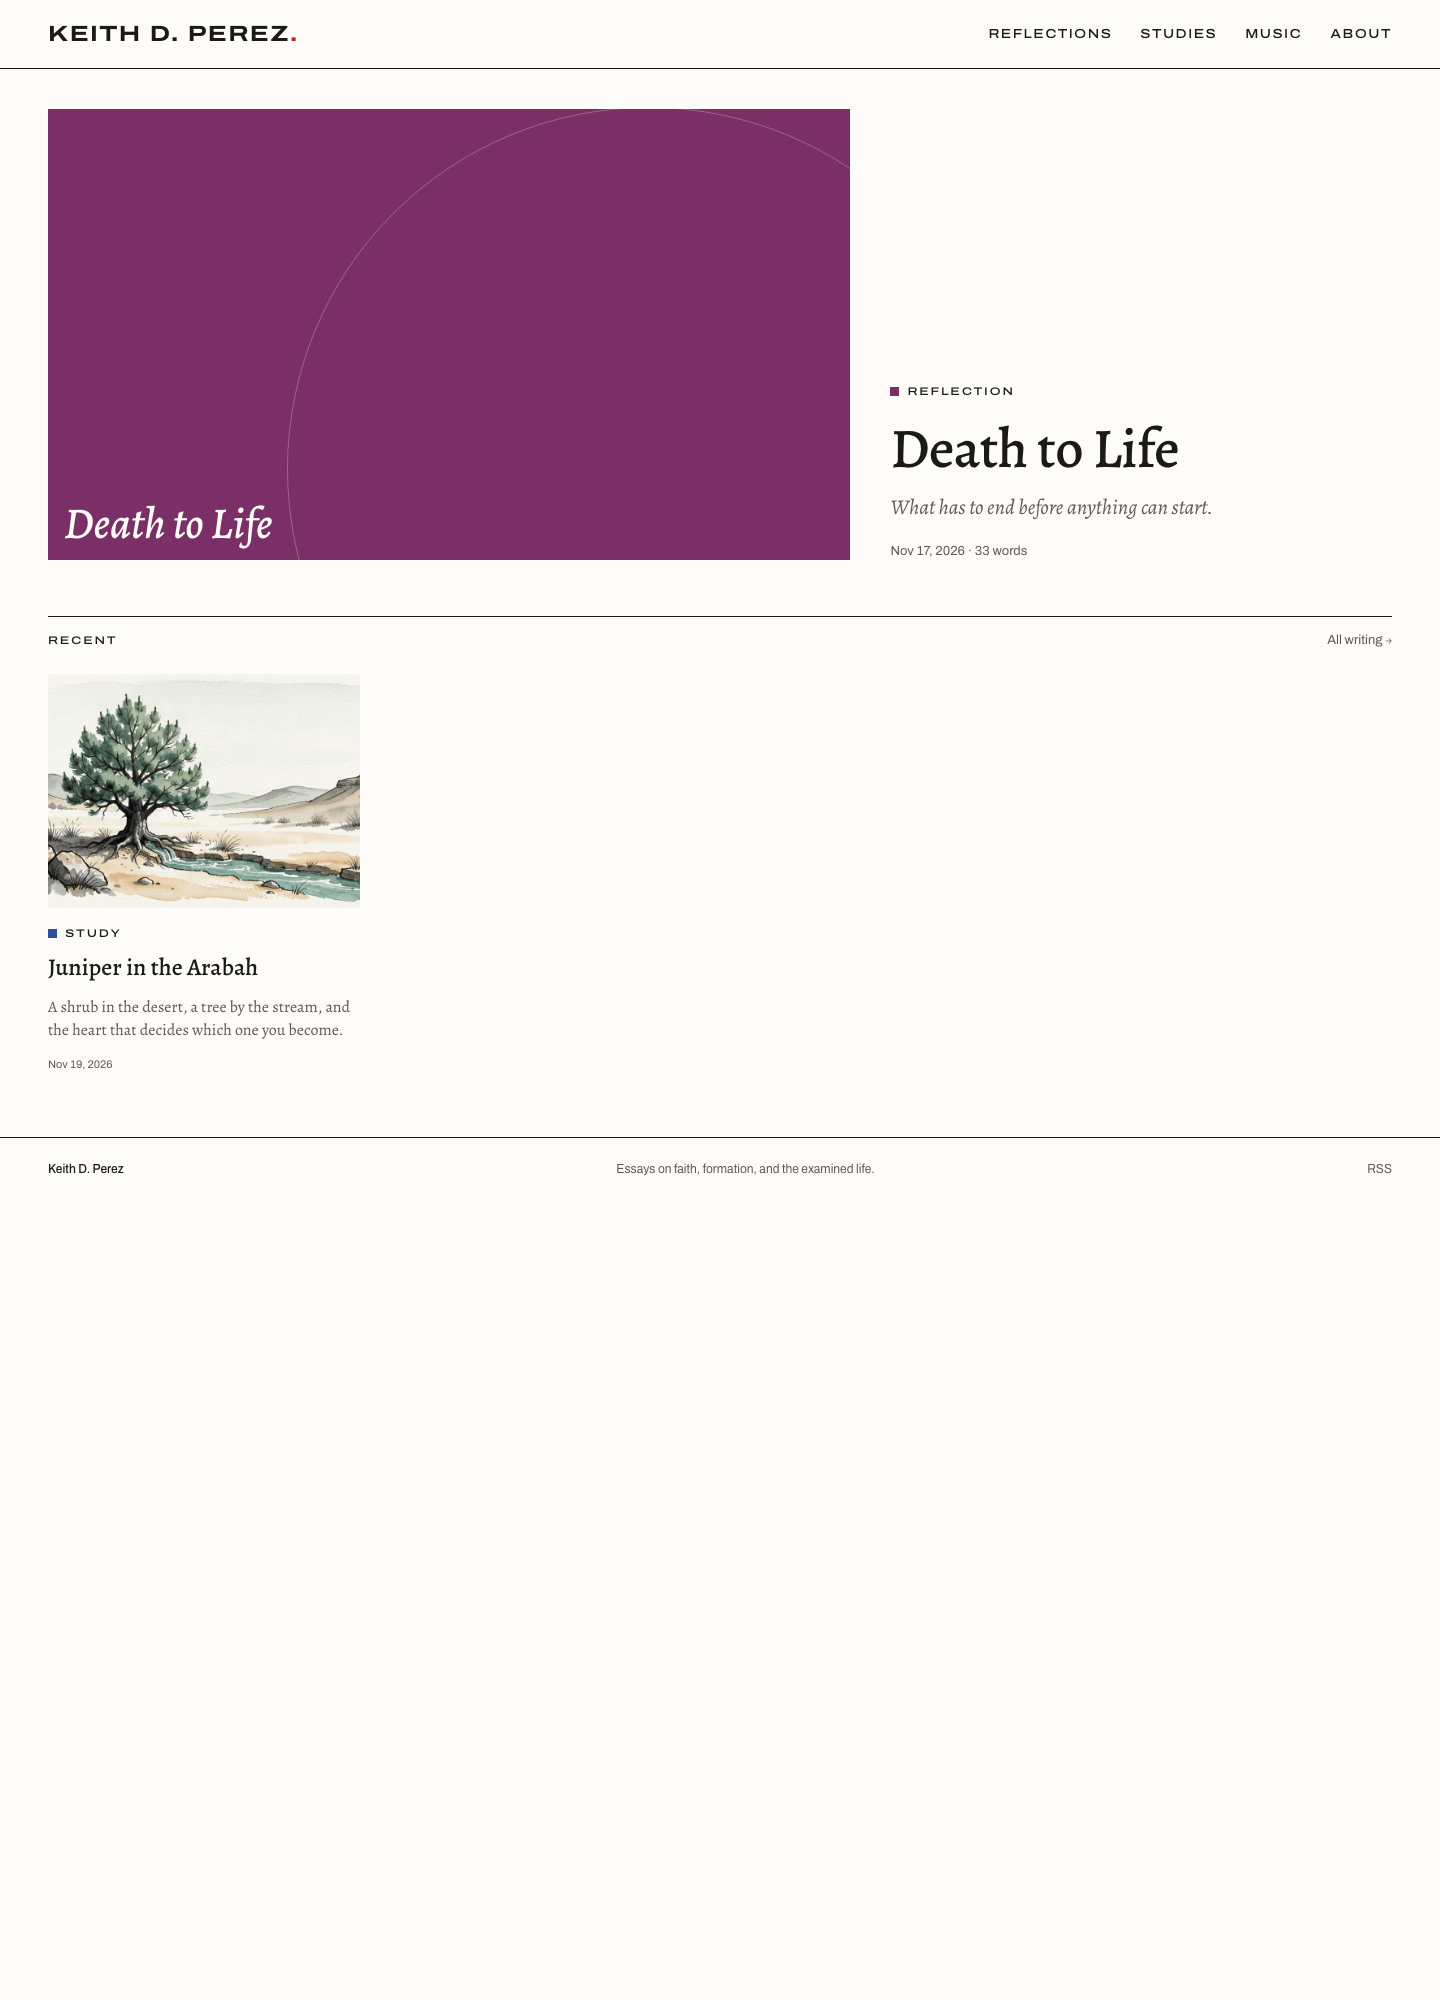 KEITH D. PEREZ.
REFLECTIONS STUDIES MUSIC ABOUT
Death to Life
REFLECTION
Death to Life
What has to end before anything can start.
Nov 17, 2026 · 33 words
RECENT
All writing →
STUDY
Juniper in the Arabah
A shrub in the desert, a tree by the stream, and
the heart that decides which one you become.
Nov 19, 2026
Keith D. Perez
Essays on faith, formation, and the examined life.
RSS